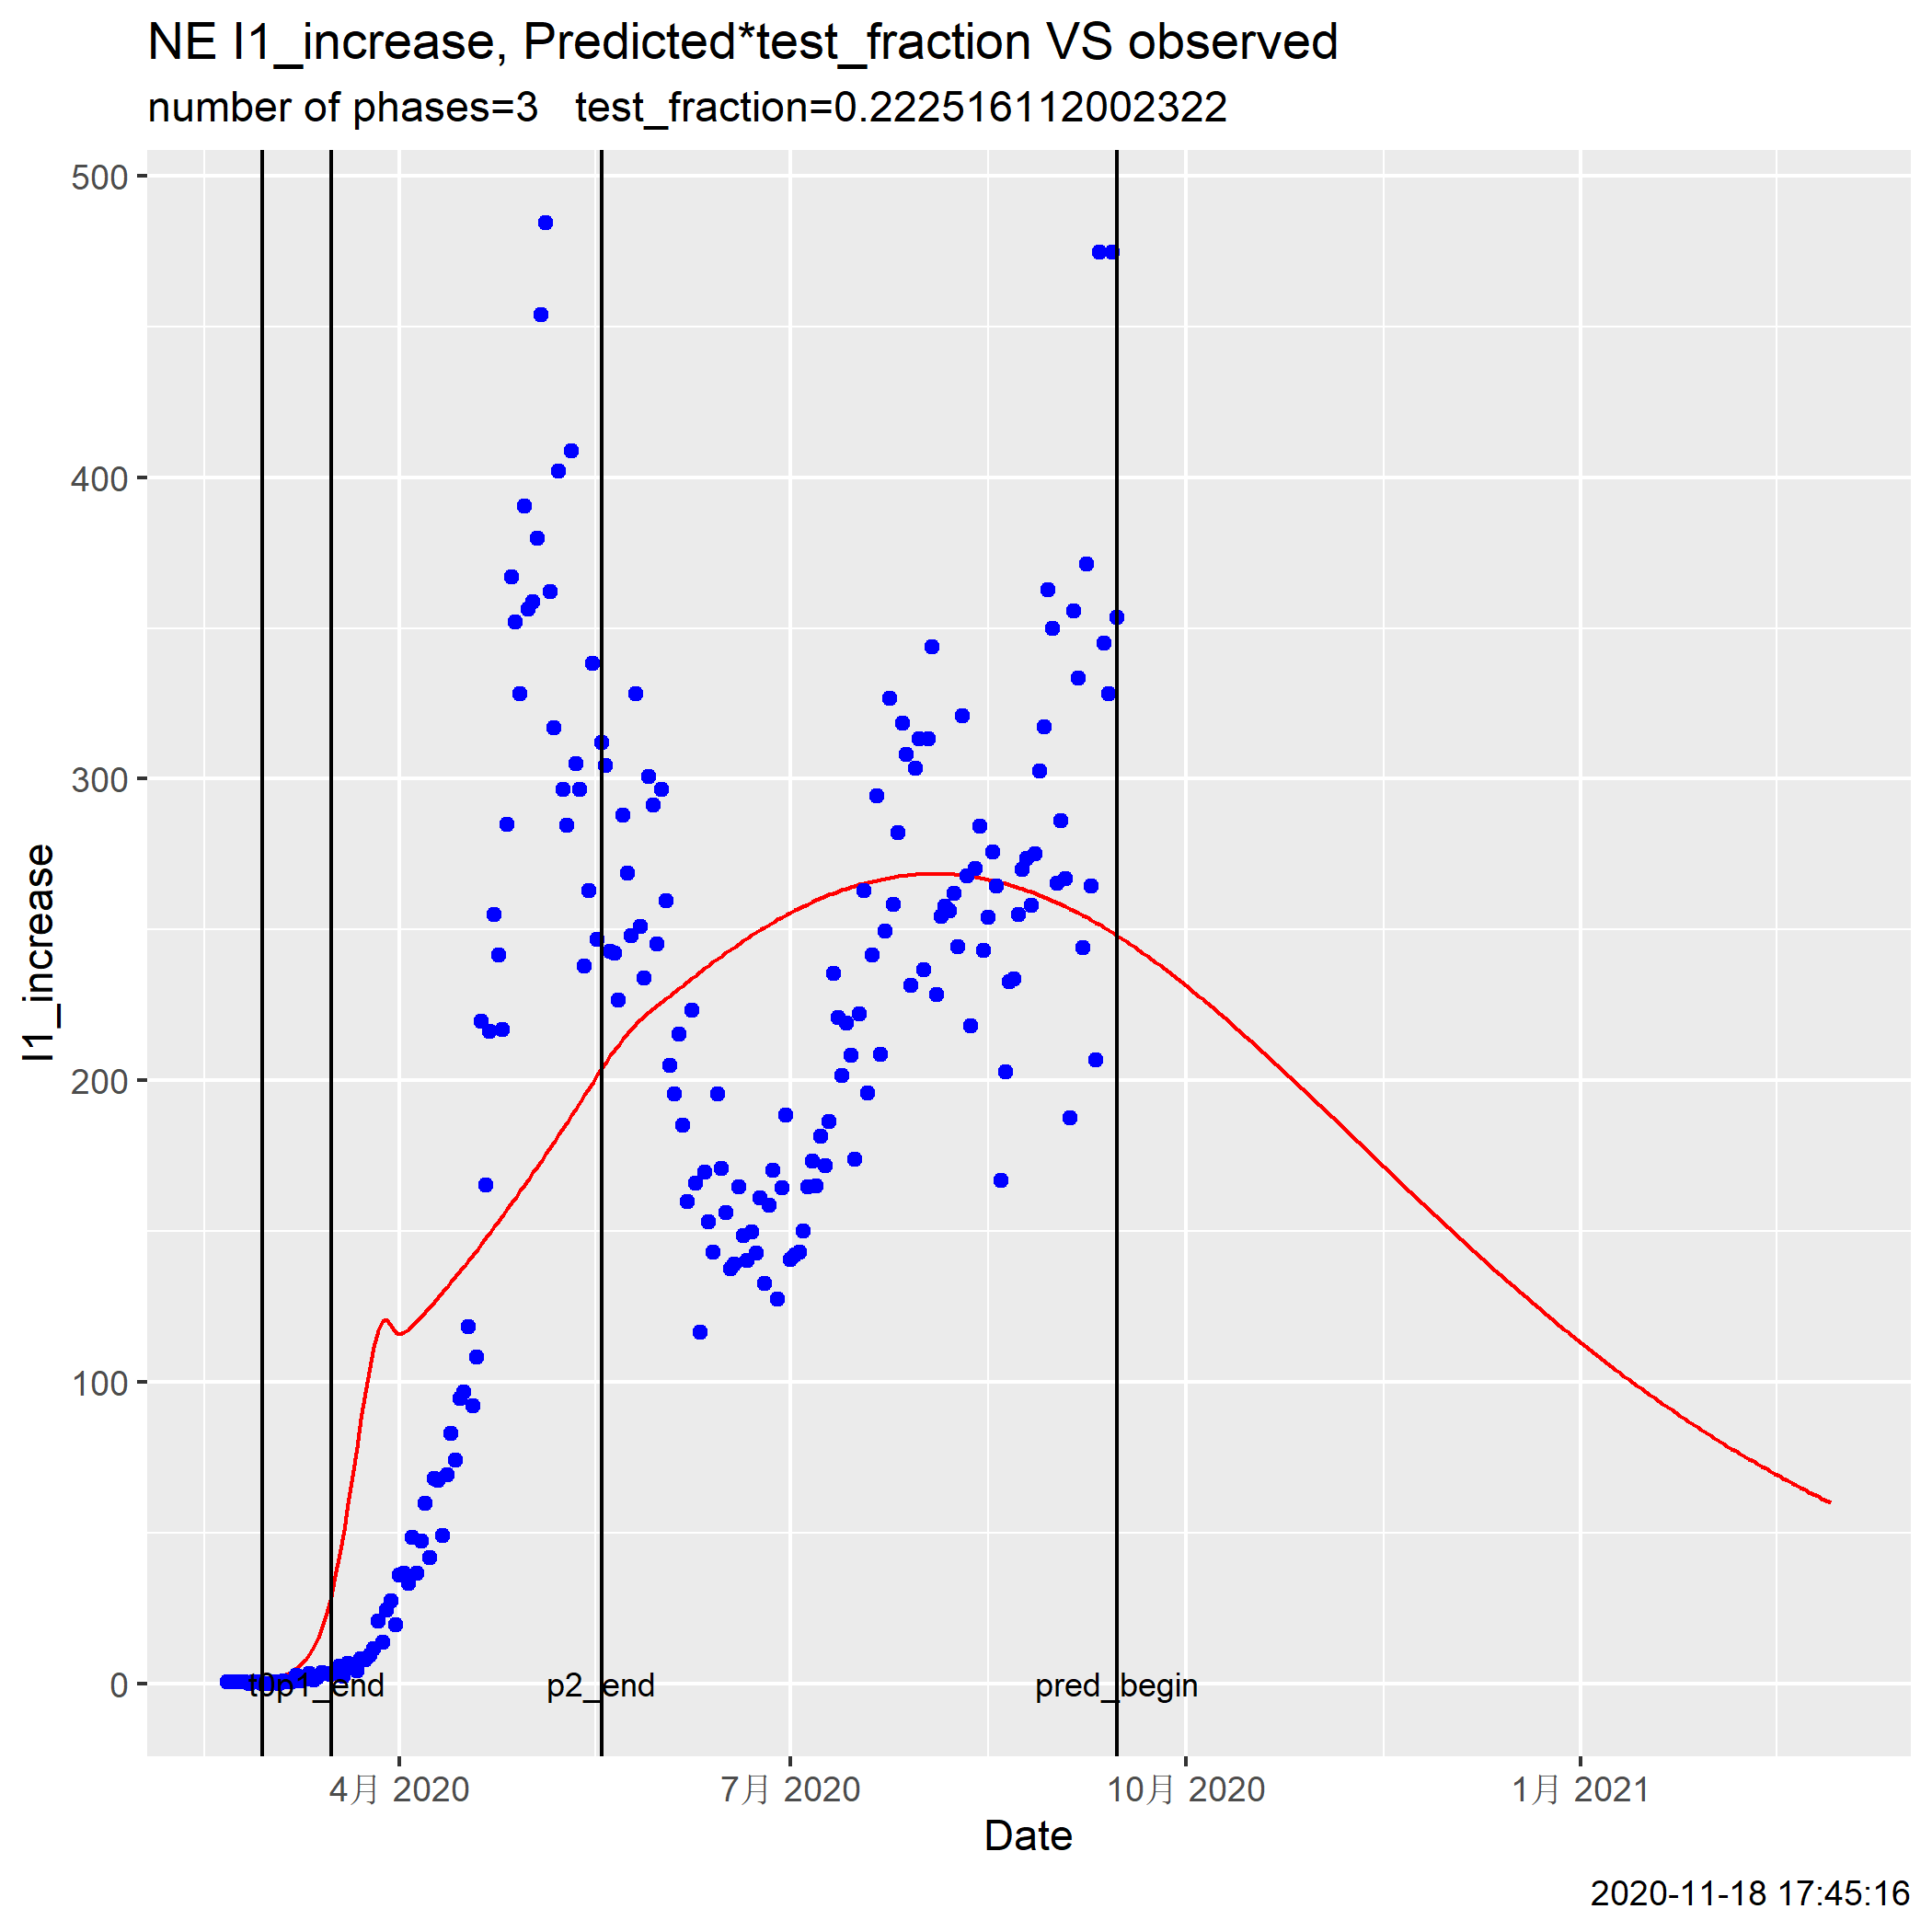 NE I1_increase, Predicted*test_fraction VS observed
number of phases=3 test_fraction=0.222516112002322
500
400
300
200
100
0
I1_increase
t0
p1_end
p2_end
pred_begin
4月 2020
7月 2020
10月 2020
1月 2021
Date
2020-11-18 17:45:16